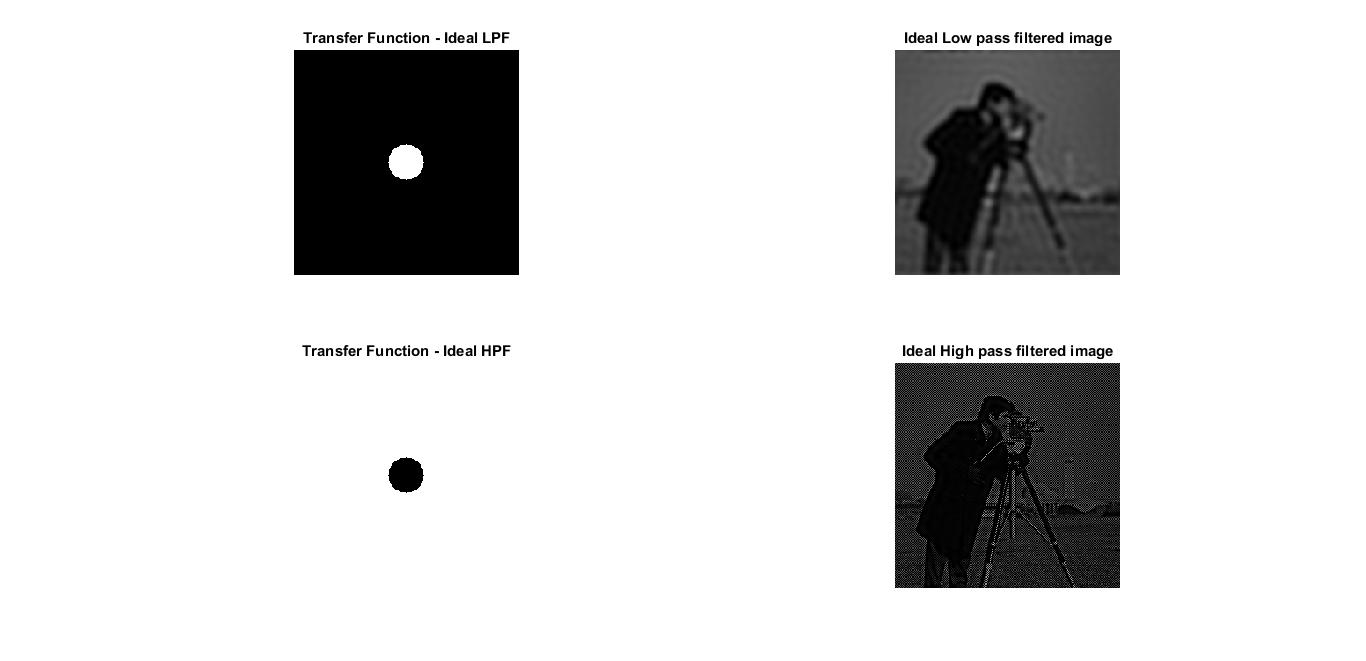 Transfer Function - Ideal LPF
Ideal Low pass filtered image
Transfer Function - Ideal HPF
Ideal High pass filtered image